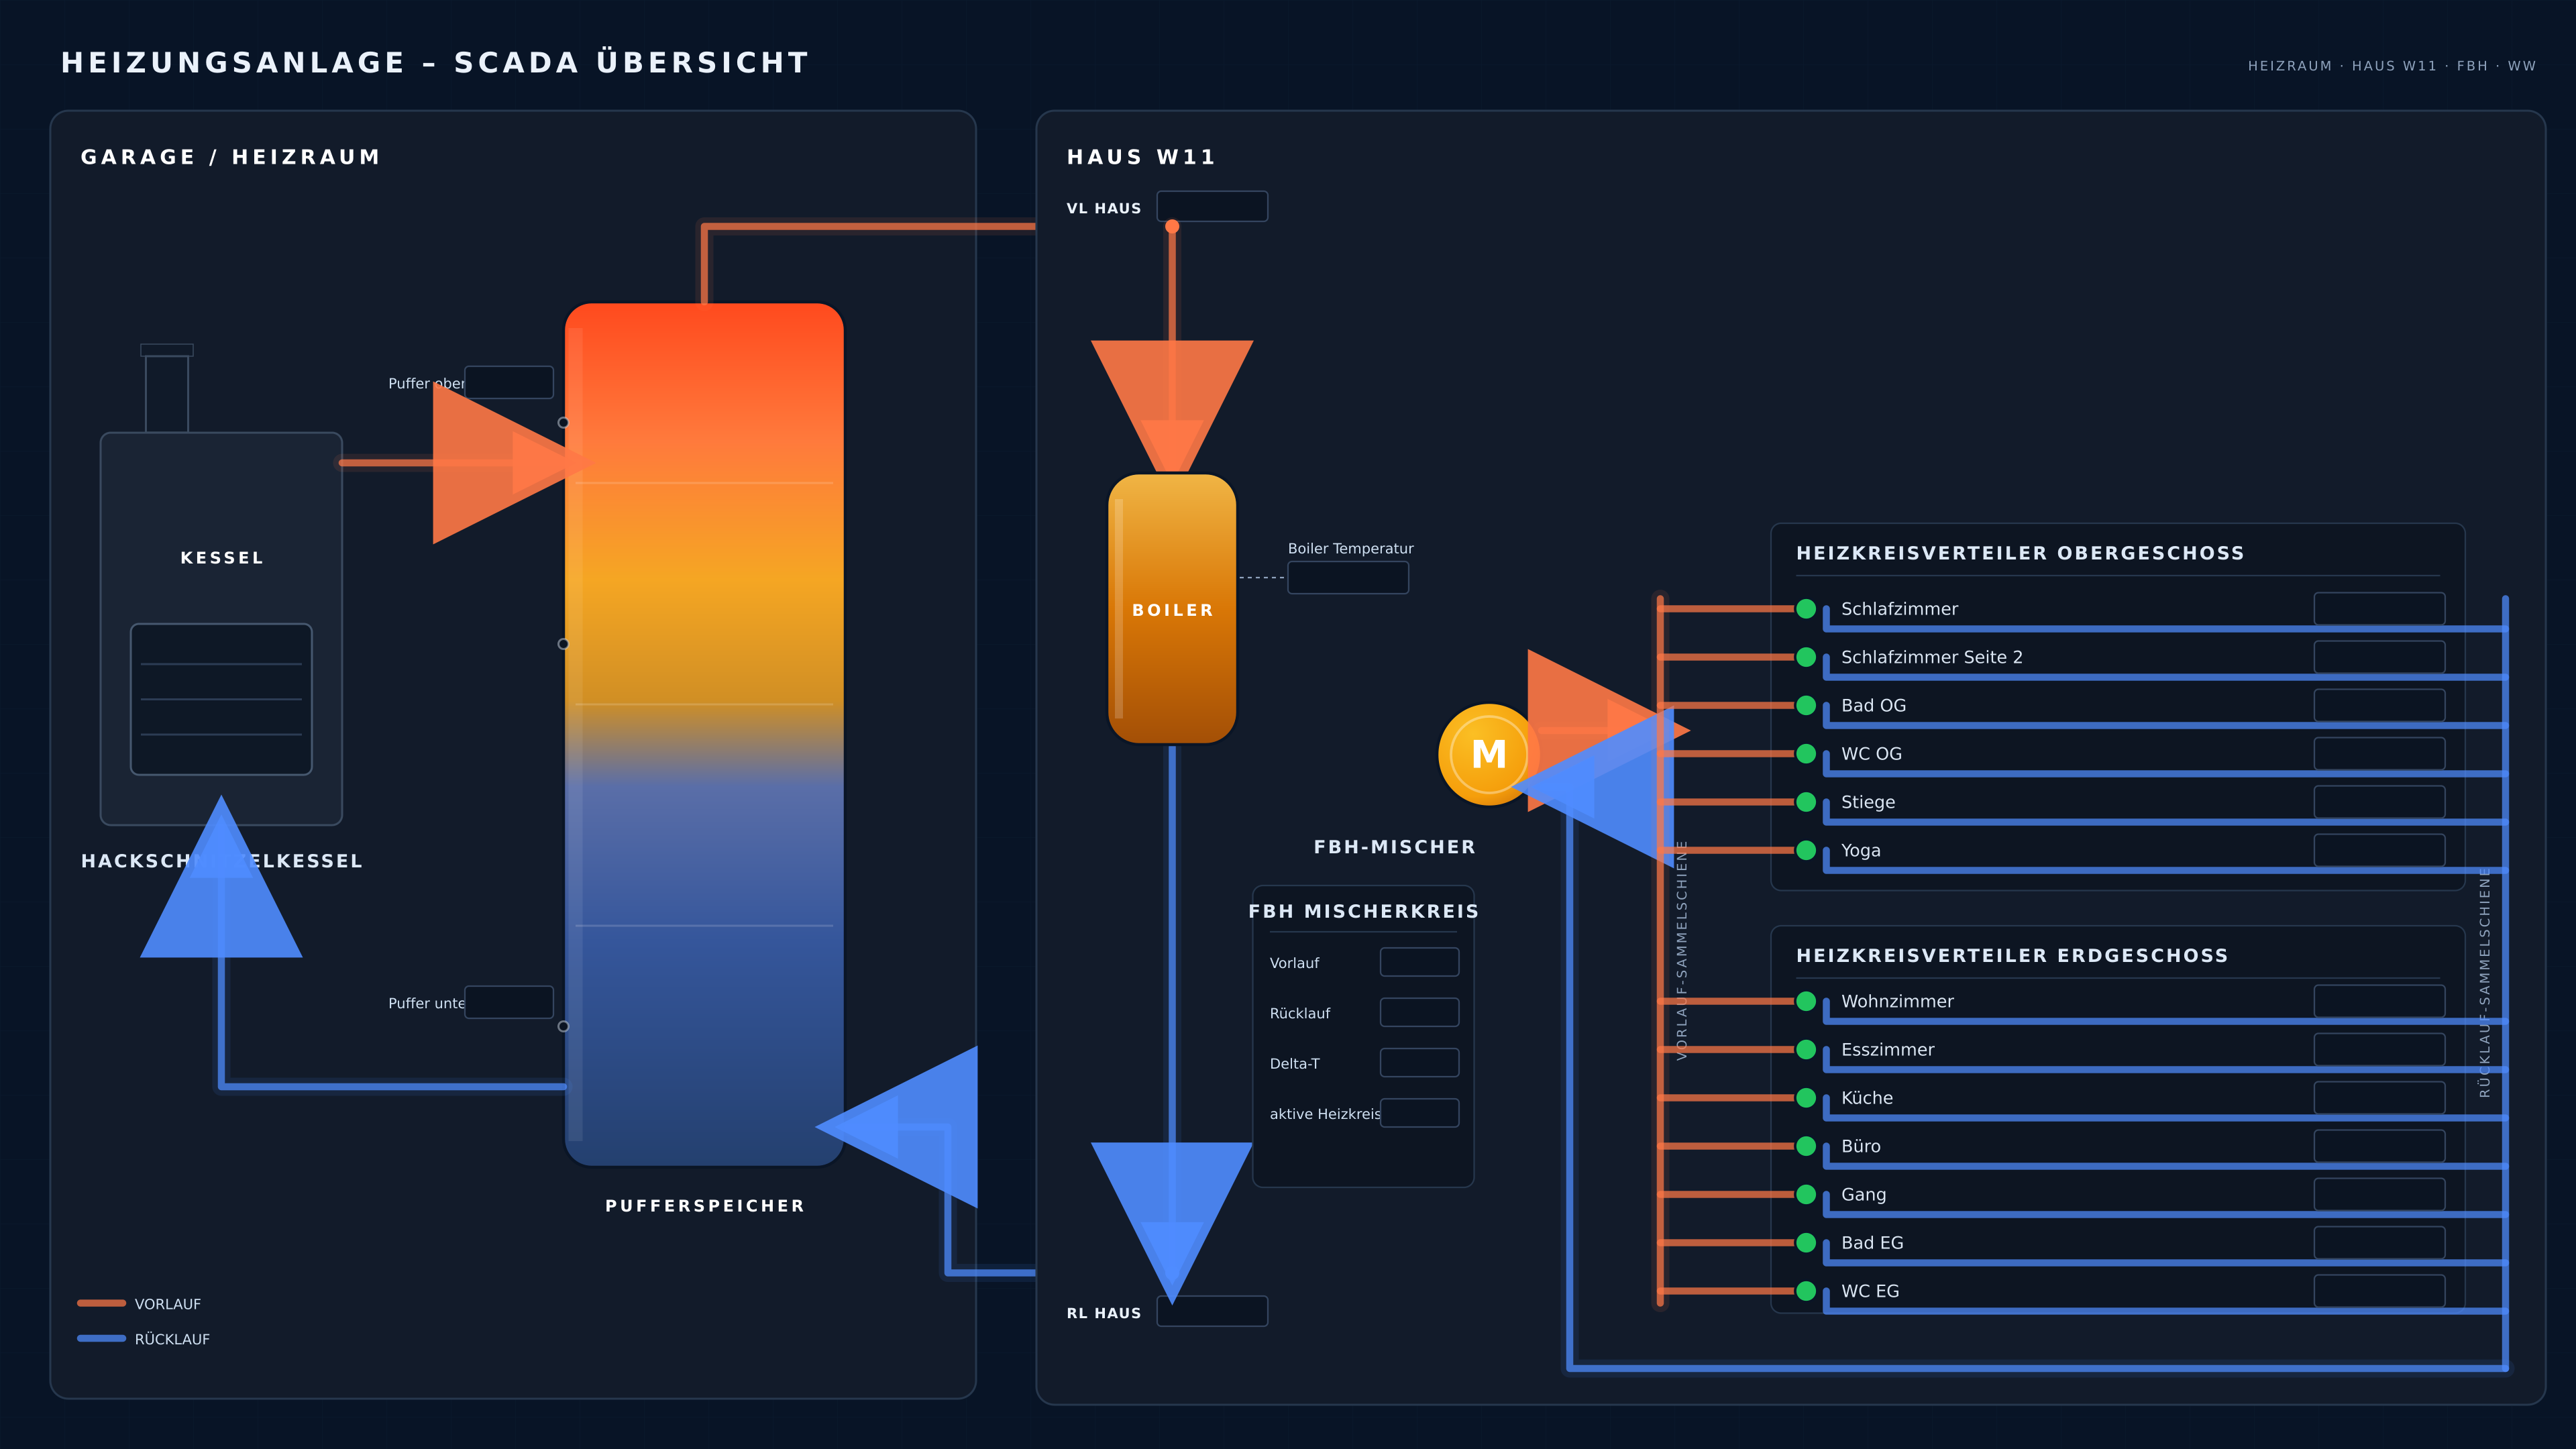 HEIZUNGSANLAGE – SCADA ÜBERSICHT
HEIZRAUM · HAUS W11 · FBH · WW
GARAGE / HEIZRAUM
Puffer ober
KESSEL
Puffer unte
PUFFERSPEICHER
VORLAUF
RÜCKLAUF
HAUS W11
VL HAUS
Boiler Temperatur
BOILER
M
FBH-MISCHER
FBH MISCHERKREIS
Vorlauf
Rücklauf
Delta-T
aktive Heizkreis
RL HAUS
VORLAUF-SAMMELSCHIENE
HEIZKREISVERTEILER OBERGESCHOSS
Schlafzimmer
Schlafzimmer Seite 2
Bad OG
WC OG
Stiege
Yoga
HEIZKREISVERTEILER ERDGESCHOSS
Wohnzimmer
Esszimmer
Küche
Büro
Gang
Bad EG
WC EG
RÜCKLAUF-SAMMELSCHIENE